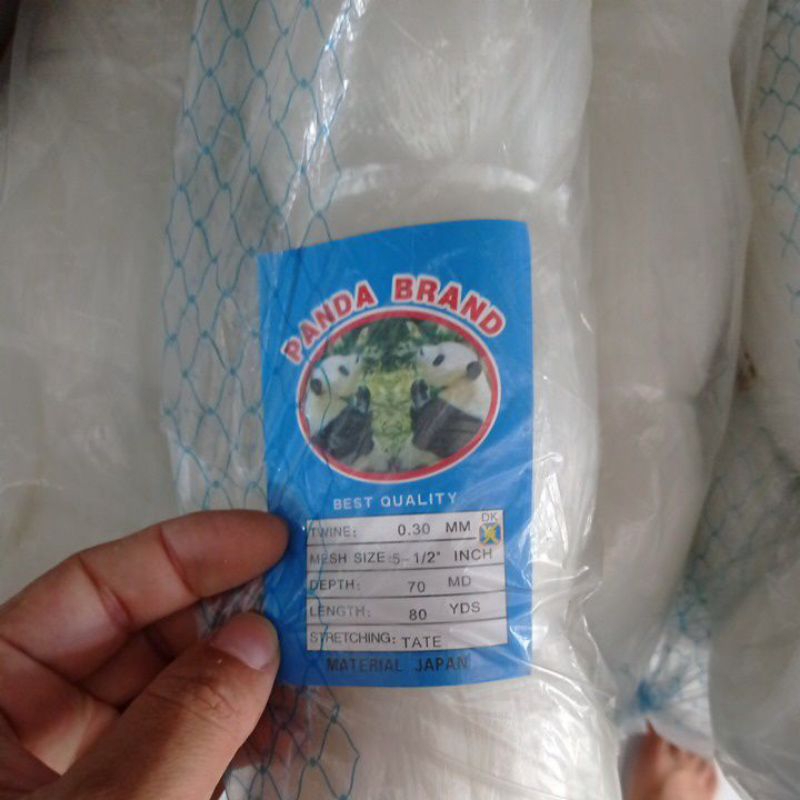 PANDA BRAND
BEST QUALITY
DK
TWINE: 0.30 MM
MESH SIZE: 5-1/2" INCH
DEPTH: 70 MD
LENGTH: 80 YDS
STRETCHING: TATE
MATERIAL JAPAN